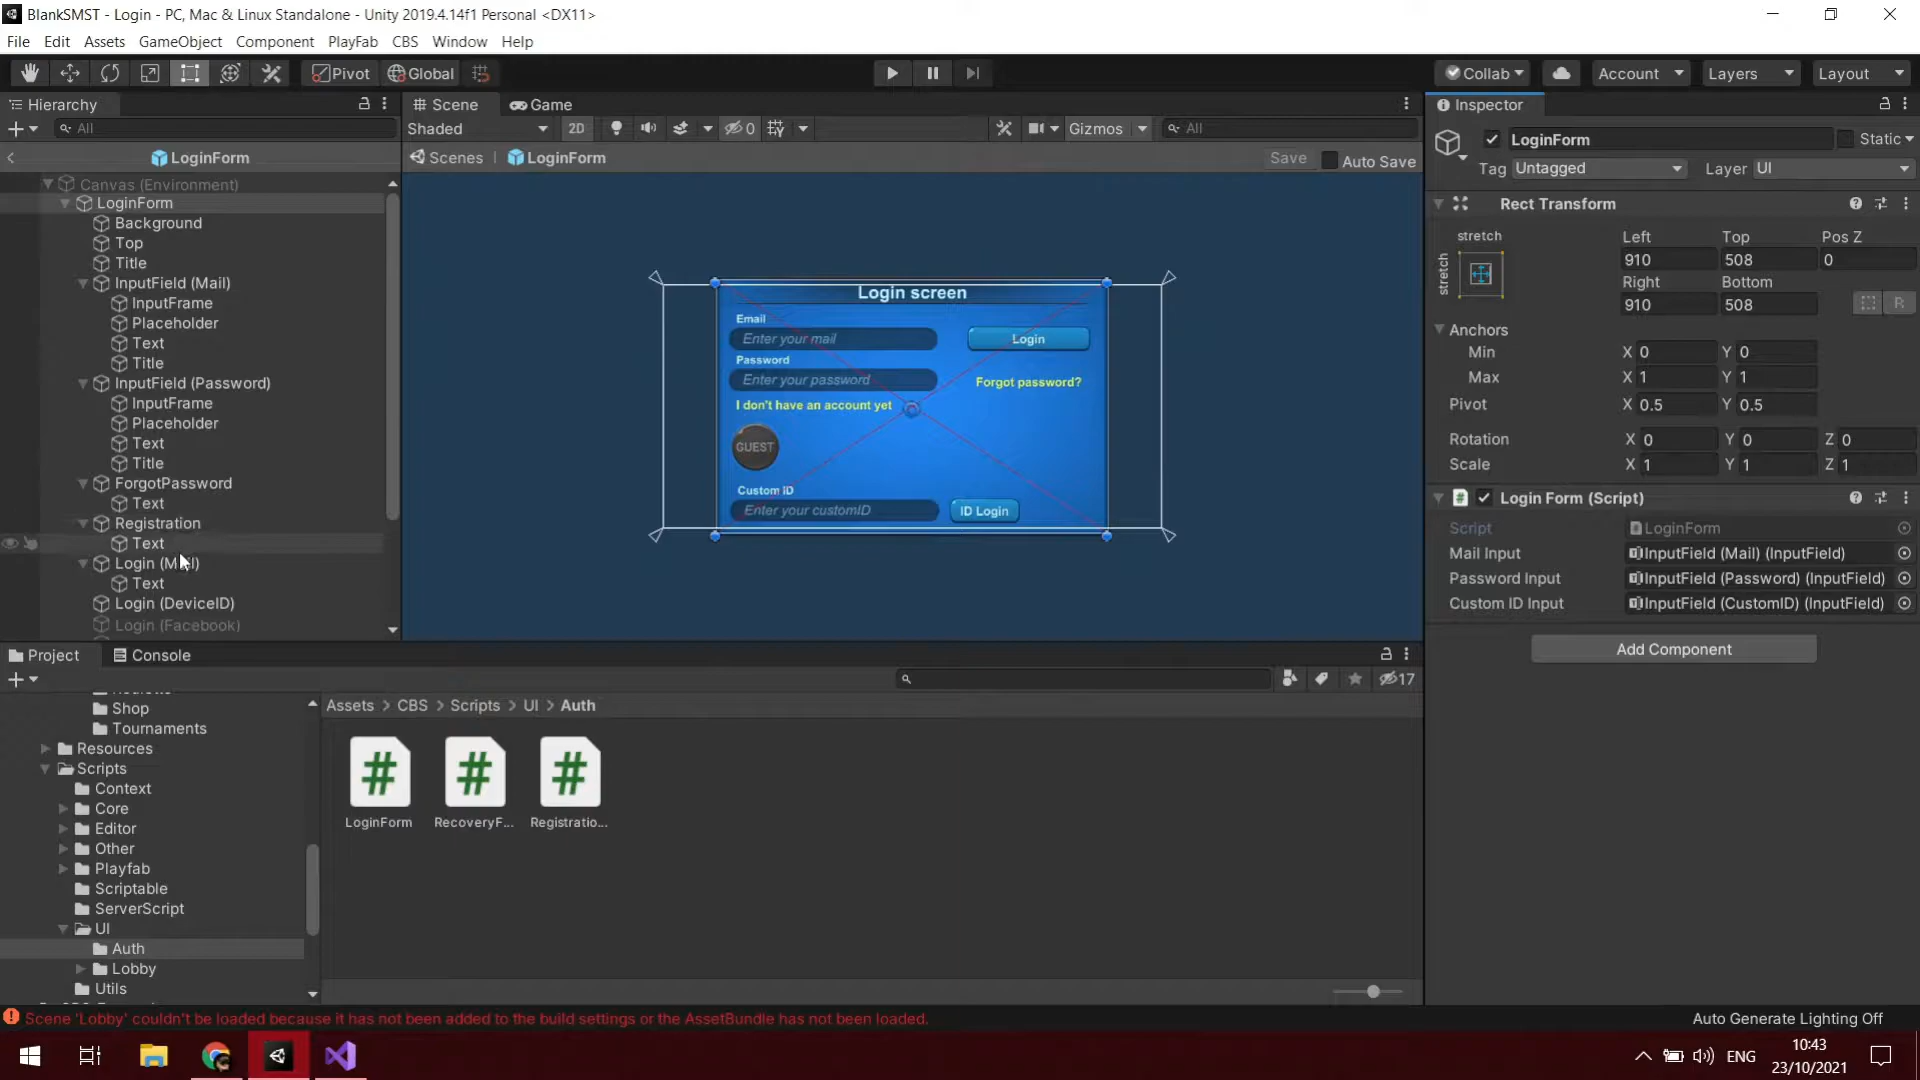 BlankSMST - Login - PC, Mac & Linux Standalone - Unity 2019.4.14f1 Personal <DX11>
File Edit Assets GameObject Component PlayFab CBS Window Help
Pivot Global Collab Account Layers Layout
Hierarchy
All
LoginForm
Canvas (Environment)
LoginForm
Background
Top
Title
InputField (Mail)
InputFrame
Placeholder
Text
Title
InputField (Password)
InputFrame
Placeholder
Text
Title
ForgotPassword
Text
Registration
Text
Login (M
Text
Login (DeviceID)
Login (Facebook)
Scene Game
Shaded 2D 0 Gizmos All
Scenes LoginForm Save Auto Save
Login screen
Email
Enter your mail
Login
Password
Enter your password
Forgot password?
I don't have an account yet
GUEST
Custom ID
Enter your customID
ID Login
Inspector
LoginForm Static
Tag Untagged Layer UI
Rect Transform
stretch
stretch
Left Top Pos Z
910 508 0
Right Bottom
910 508
R
Anchors
Min X 0 Y 0
Max X 1 Y 1
Pivot X 0.5 Y 0.5
Rotation X 0 Y 0 Z 0
Scale X 1 Y 1 Z 1
Login Form (Script)
Script LoginForm
Mail Input InputField (Mail) (InputField)
Password Input InputField (Password) (InputField)
Custom ID Input InputField (CustomID) (InputField)
Add Component
Project Console
17
Shop
Tournaments
Resources
Scripts
Context
Core
Editor
Other
Playfab
Scriptable
ServerScript
UI
Auth
Lobby
Utils
Assets > CBS > Scripts > UI > Auth
LoginForm RecoveryF... Registratio...
Scene 'Lobby' couldn't be loaded because it has not been added to the build settings or the AssetBundle has not been loaded.
Auto Generate Lighting Off
ENG
10:43
23/10/2021